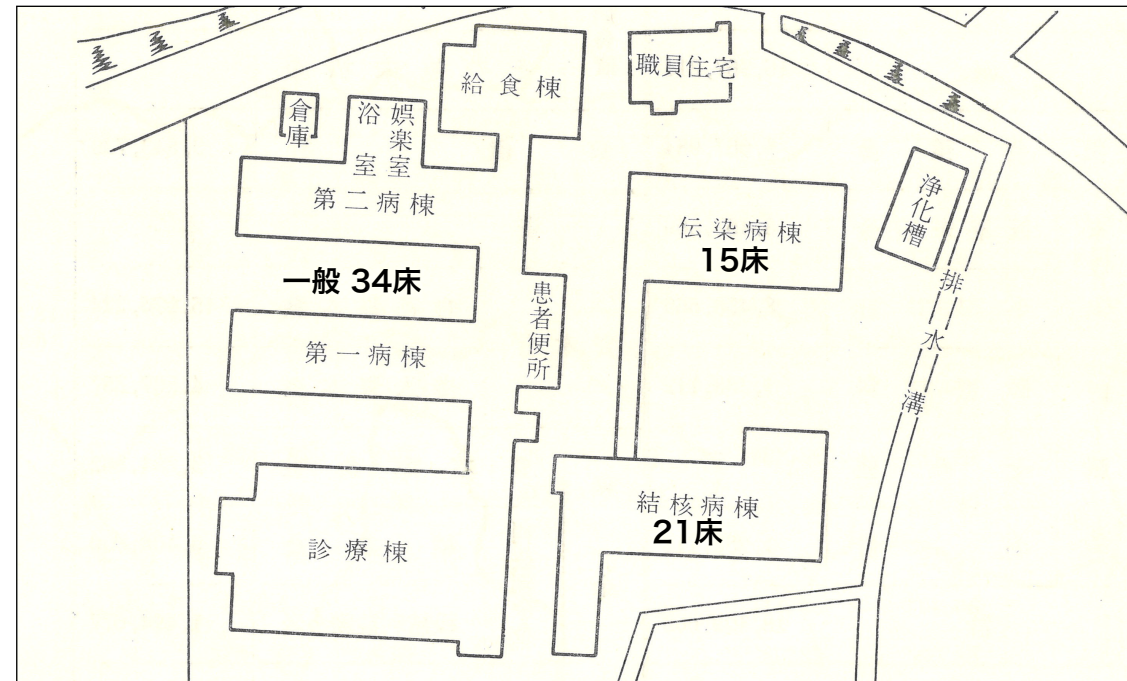 給食棟
職員住宅
倉庫
娯楽室
浴室
第二病棟
伝染病棟
15床
浄化槽
一般 34床
患者便所
排水溝
第一病棟
結核病棟
21床
診療棟